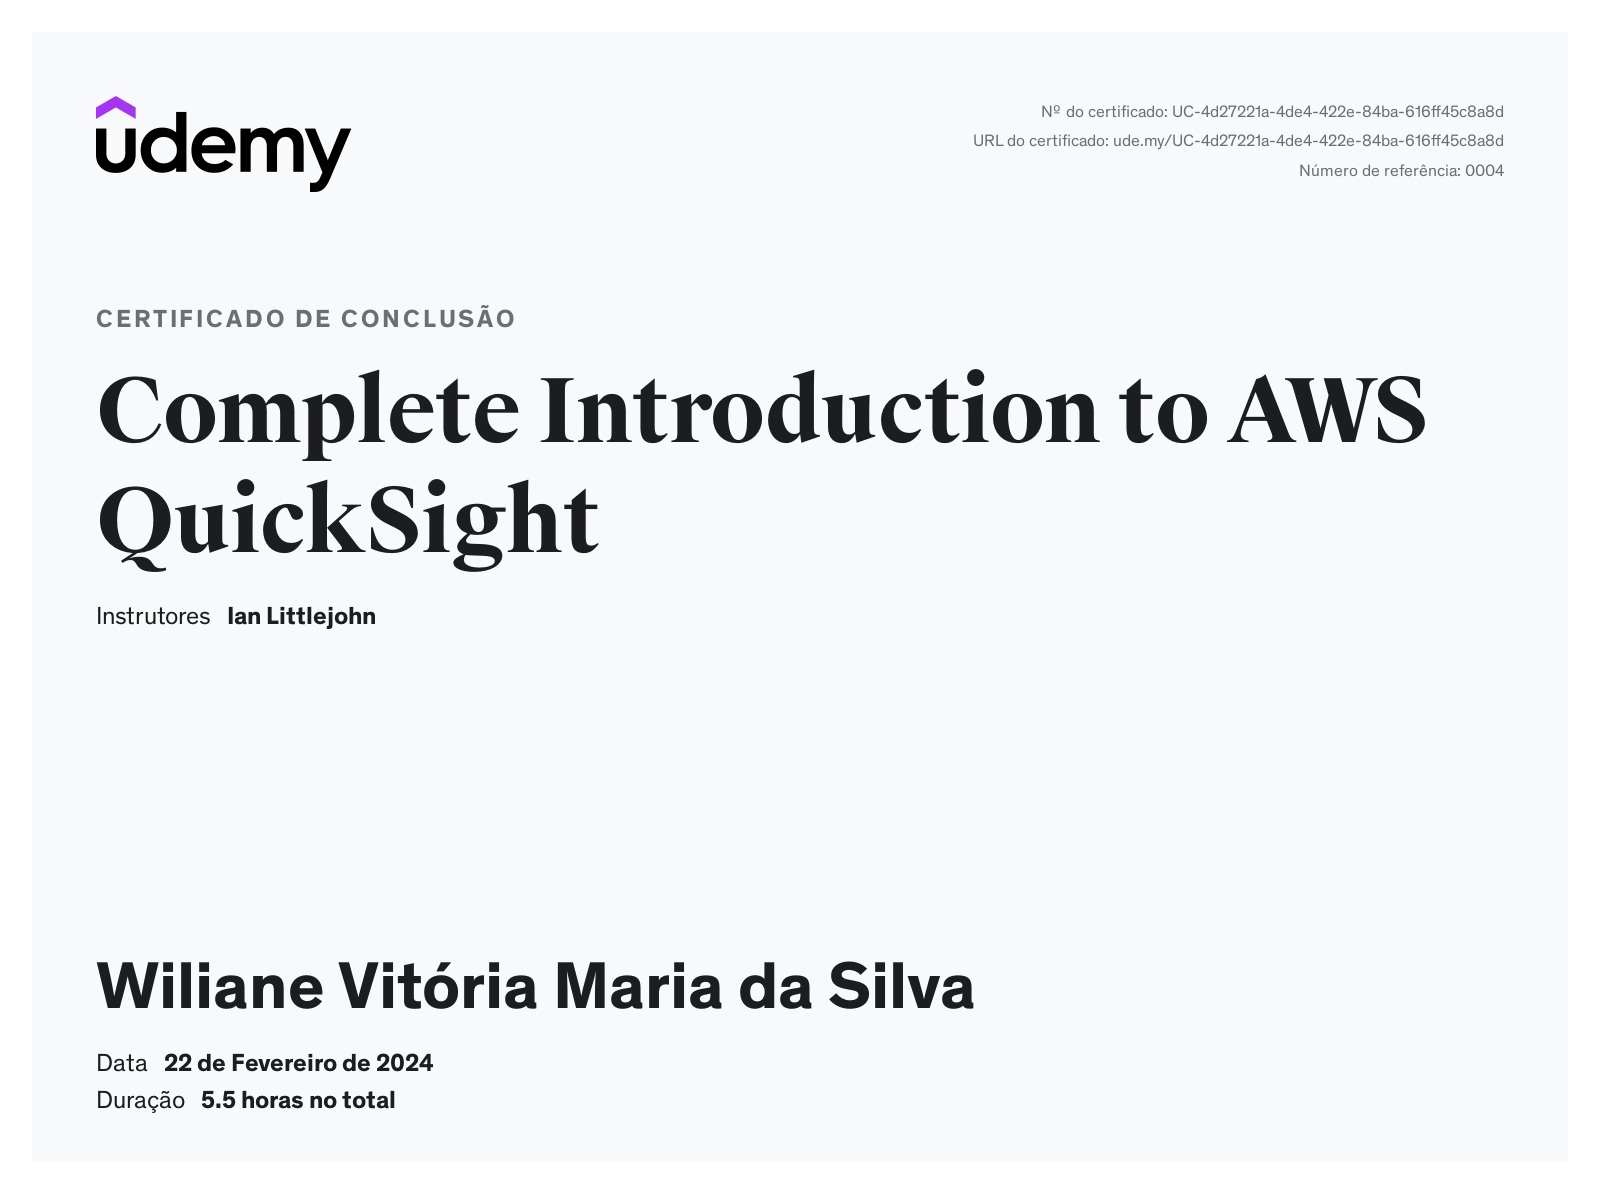 udemy
Nº do certificado: UC-4d27221a-4de4-422e-84ba-616ff45c8a8d
URL do certificado: ude.my/UC-4d27221a-4de4-422e-84ba-616ff45c8a8d
Número de referência: 0004
CERTIFICADO DE CONCLUSÃO
Complete Introduction to AWS
QuickSight
Instrutores Ian Littlejohn
Wiliane Vitória Maria da Silva
Data 22 de Fevereiro de 2024
Duração 5.5 horas no total